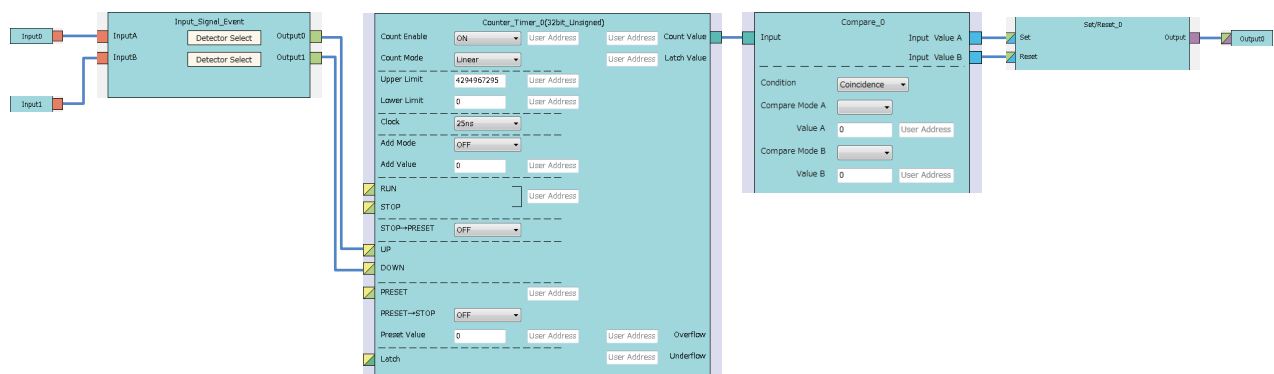 Input0
Input1
Input_Signal_Event
InputA Detector Select Output0
InputB Detector Select Output1
Counter_Timer_0(32bit_Unsigned)
Count Enable ON User Address User Address Count Value
Count Mode Linear User Address Latch Value
Upper Limit 4294967295 User Address
Lower Limit 0 User Address
Clock 25ns
Add Mode OFF
Add Value 0 User Address
RUN
User Address
STOP
STOP→PRESET OFF
UP
DOWN
PRESET User Address
PRESET→STOP OFF
Preset Value 0 User Address User Address Overflow
Latch User Address Underflow
Compare_0
Input Input Value A
Input Value B
Condition Coincidence
Compare Mode A
Value A 0 User Address
Compare Mode B
Value B 0 User Address
Set/Reset_0
Set Output
Reset
Output0